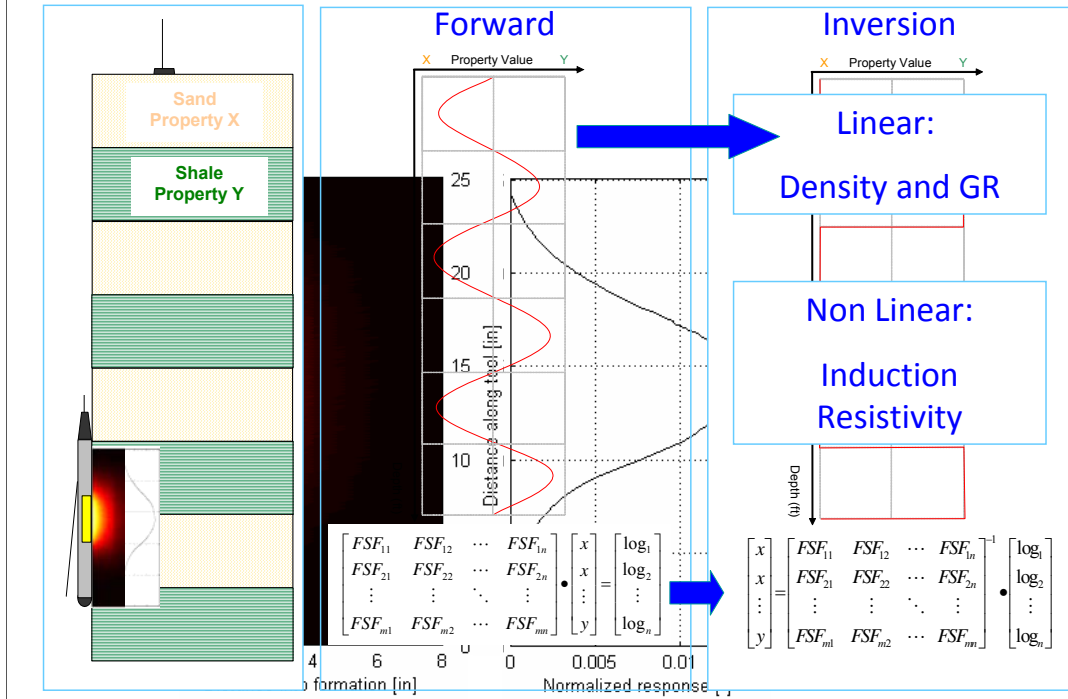 Forward
Inversion
X Property Value Y
X Property Value Y
Sand
Property X
Shale
Property Y
Linear:
Density and GR
Non Linear:
Induction
Resistivity
25
20
15
10
Distance along tool [in]
Depth (ft)
[FSF11 FSF12 ⋯ FSF1n] [x] [log1]
[FSF21 FSF22 ⋯ FSF2n] • [x] = [log2]
[⋮ ⋮ ⋱ ⋮] [⋮] [⋮]
[FSFm1 FSFm2 ⋯ FSFmn] [y] [logn]
[x] [FSF11 FSF12 ⋯ FSF1n]-1 [log1]
[x] = [FSF21 FSF22 ⋯ FSF2n] • [log2]
[⋮] [⋮ ⋮ ⋱ ⋮] [⋮]
[y] [FSFm1 FSFm2 ⋯ FSFmn] [logn]
0
4 6 8 0 0.005 0.01
o formation [in]
Normalized response